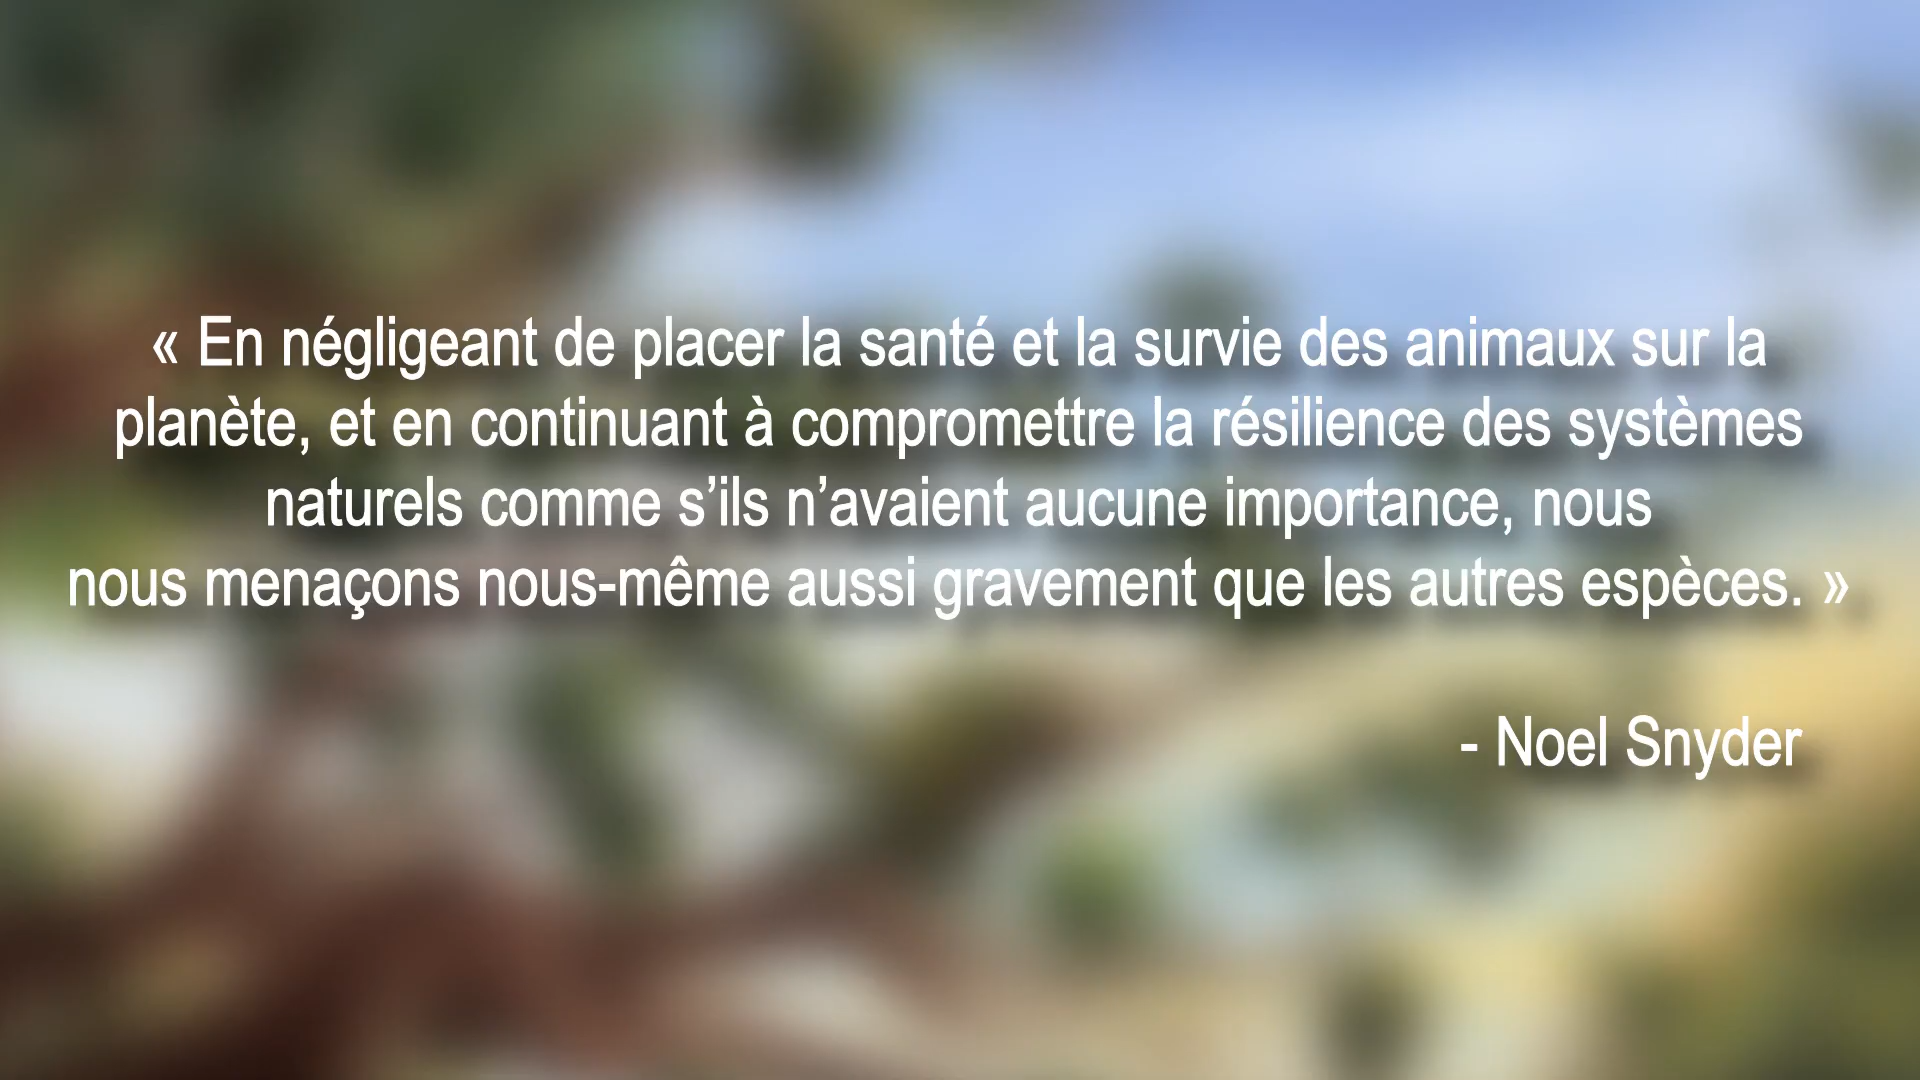 « En négligeant de placer la santé et la survie des animaux sur la
planète, et en continuant à compromettre la résilience des systèmes
naturels comme s’ils n’avaient aucune importance, nous
nous menaçons nous-même aussi gravement que les autres espèces. »
- Noel Snyder